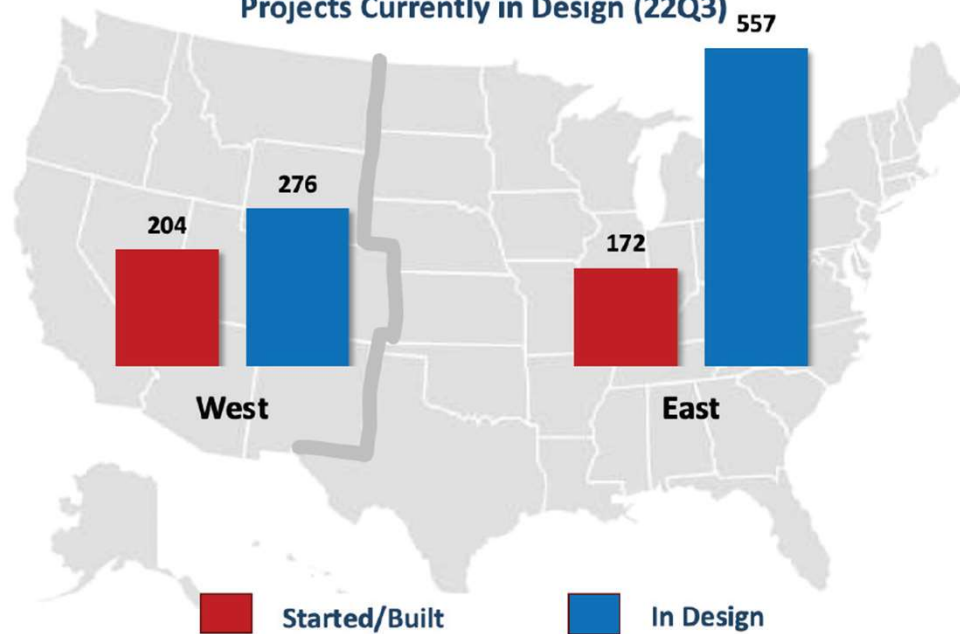 Projects Currently in Design (22Q3)
557
276
204
172
West
East
Started/Built
In Design